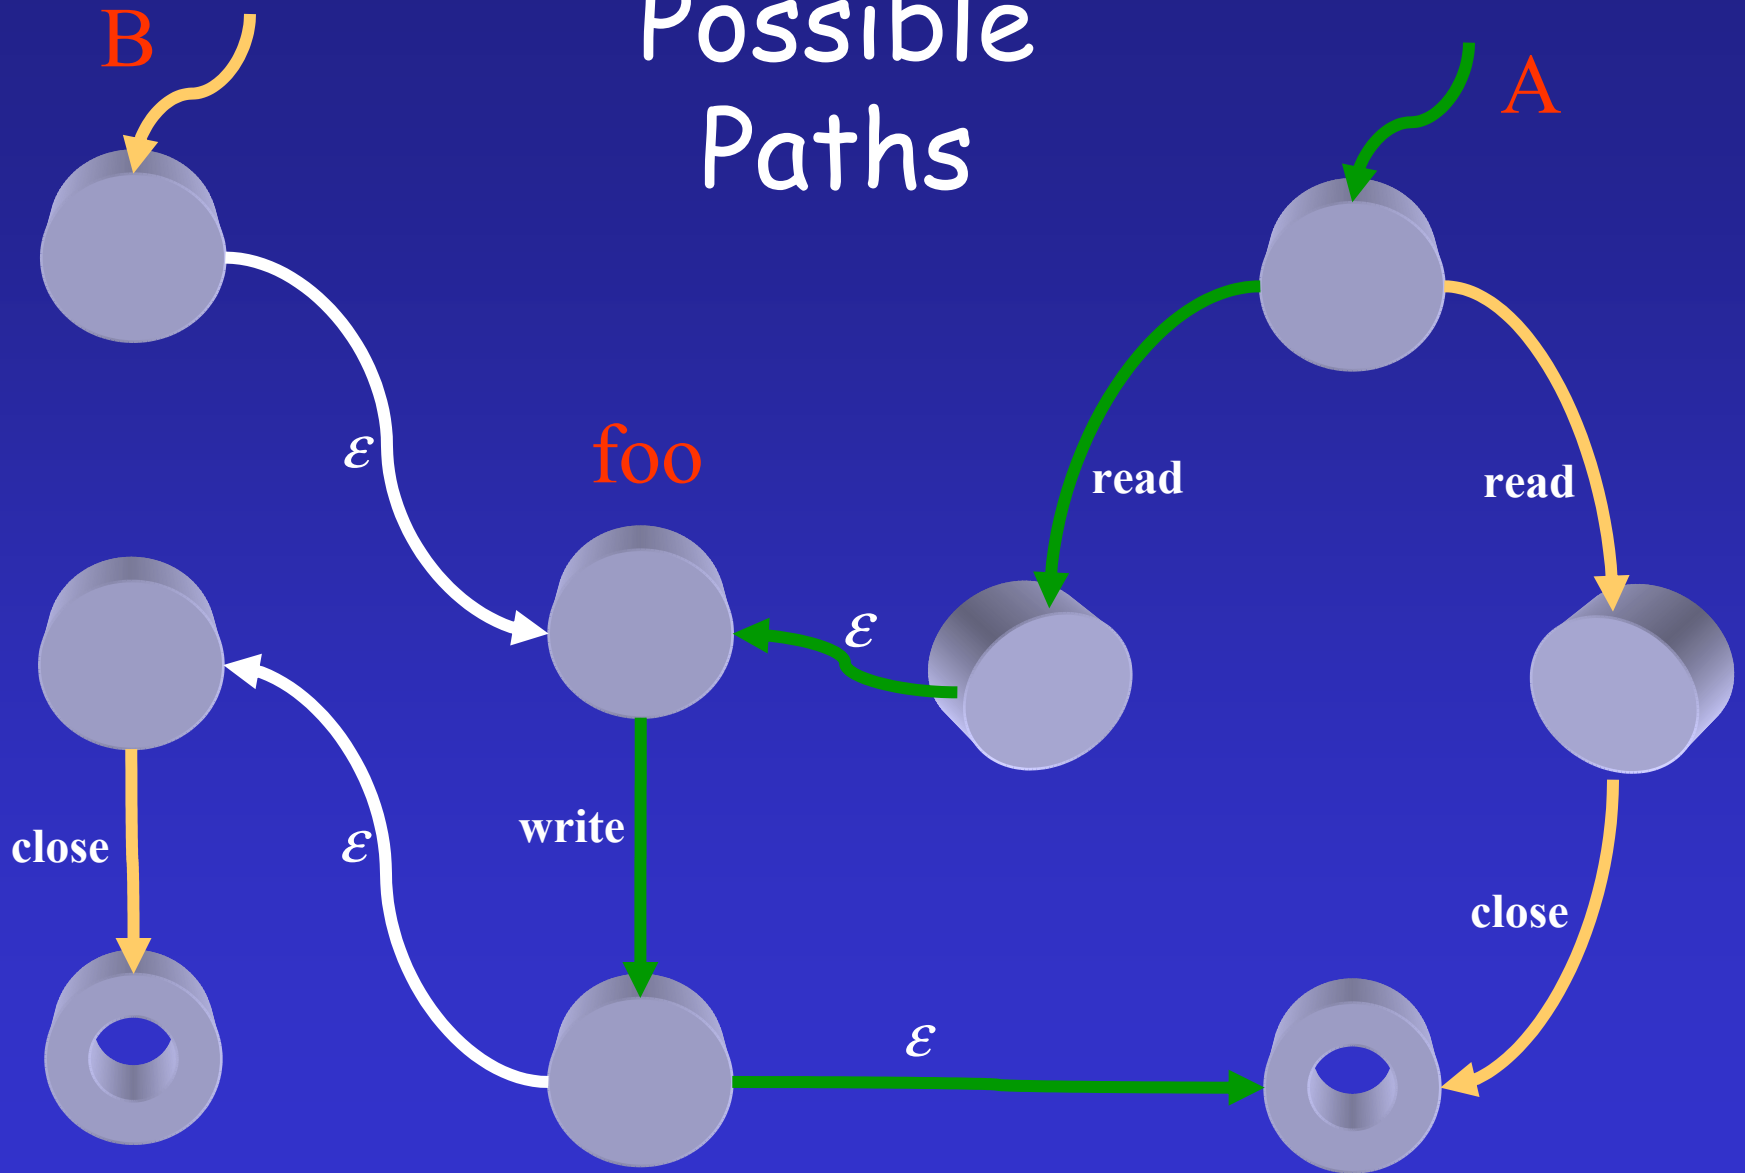 Possible
Paths
B
A
ε
foo
read
read
ε
close
ε
write
close
ε